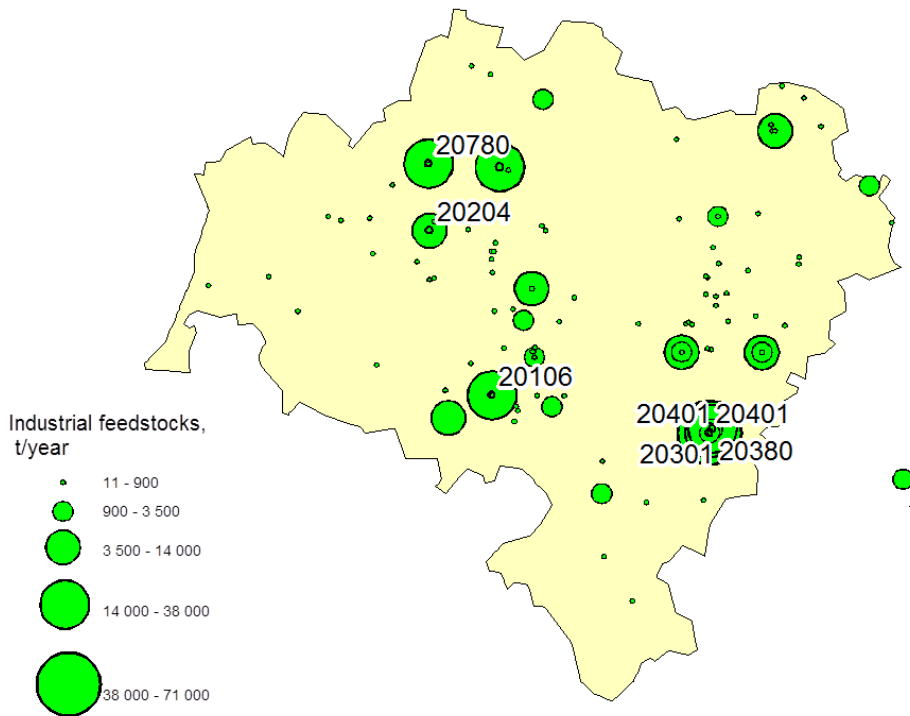 20780
20204
20106
20401 20401
20301 20380
Industrial feedstocks,
t/year
11 - 900
900 - 3 500
3 500 - 14 000
14 000 - 38 000
38 000 - 71 000